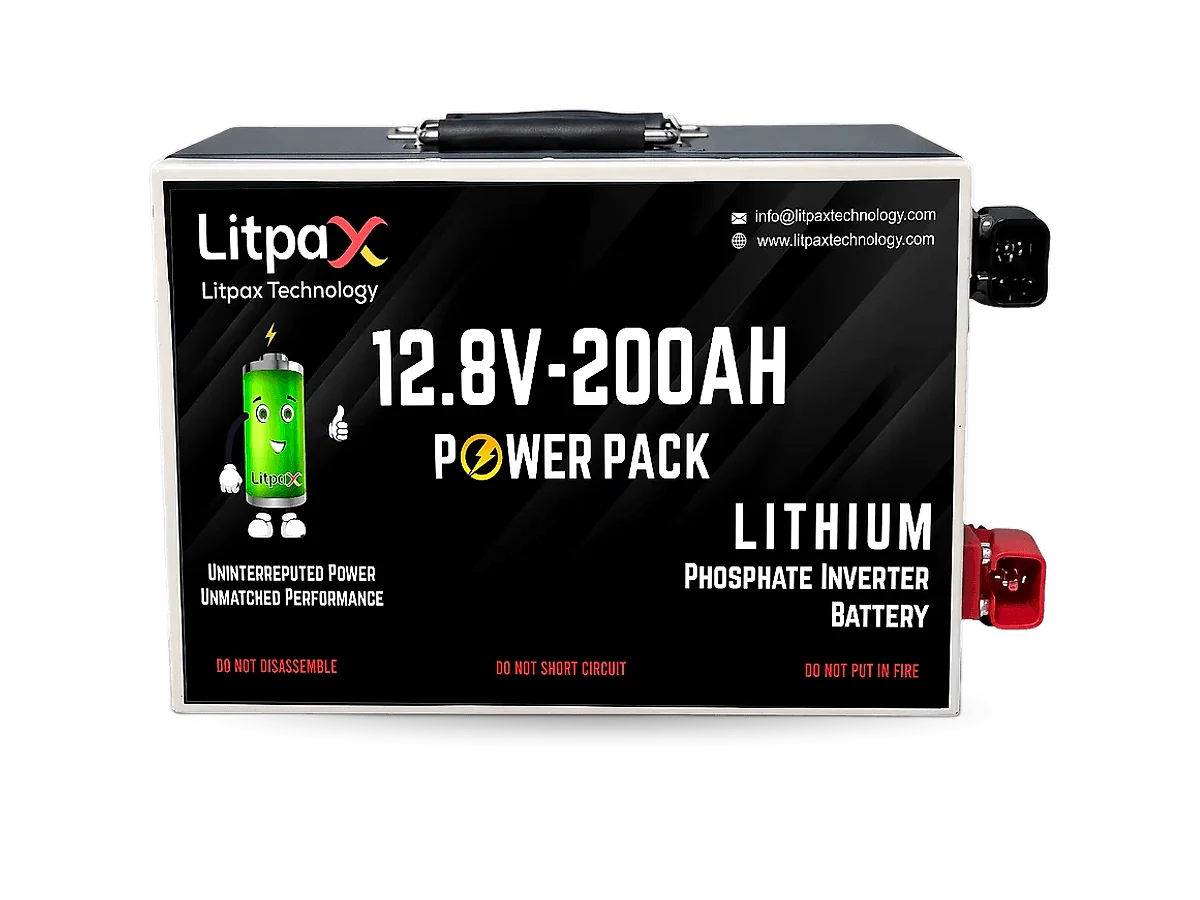 Litpax
Litpax Technology
info@litpaxtechnology.com
www.litpaxtechnology.com
12.8V-200AH
POWER PACK
Litpax
LITHIUM
PHOSPHATE INVERTER
BATTERY
UNINTERREPUTED POWER
UNMATCHED PERFORMANCE
DO NOT DISASSEMBLE
DO NOT SHORT CIRCUIT
DO NOT PUT IN FIRE